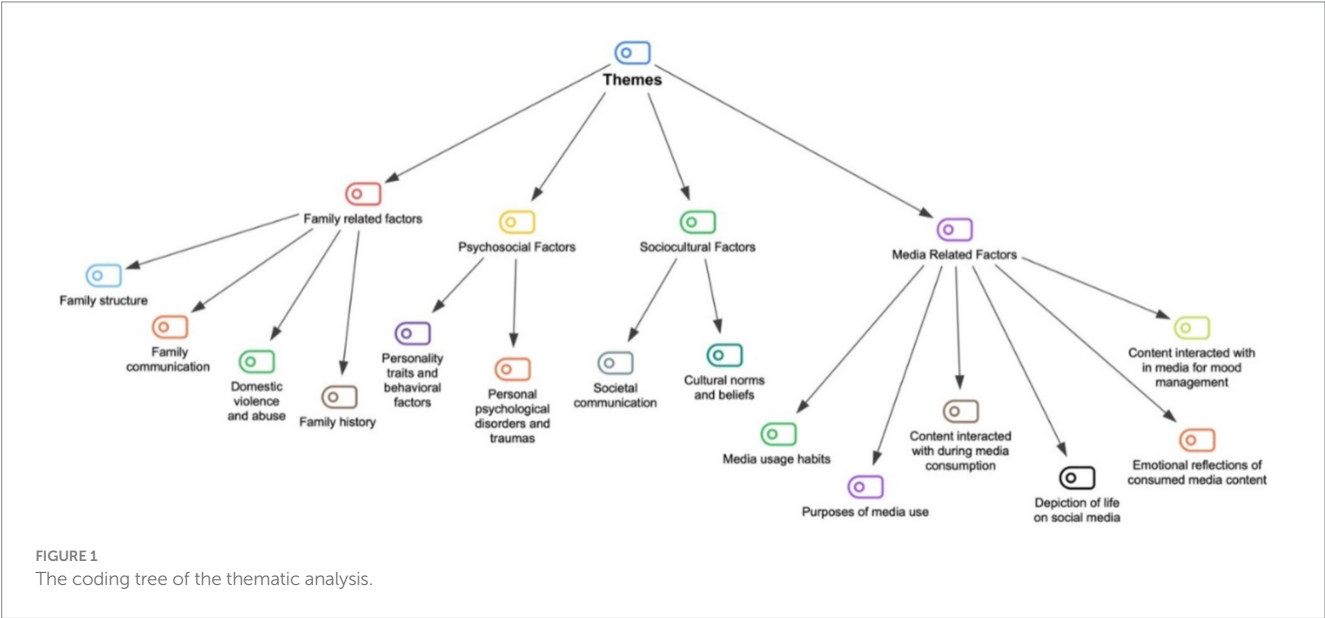 Themes
Family related factors
Psychosocial Factors
Sociocultural Factors
Media Related Factors
Family structure
Family
communication
Domestic
violence
and abuse
Family history
Personality
traits and
behavioral
factors
Personal
psychological
disorders and
traumas
Societal
communication
Cultural norms
and beliefs
Media usage habits
Purposes of media use
Content interacted
with during media
consumption
Depiction of life
on social media
Emotional reflections of
consumed media content
Content interacted with
in media for mood
management
FIGURE 1
The coding tree of the thematic analysis.